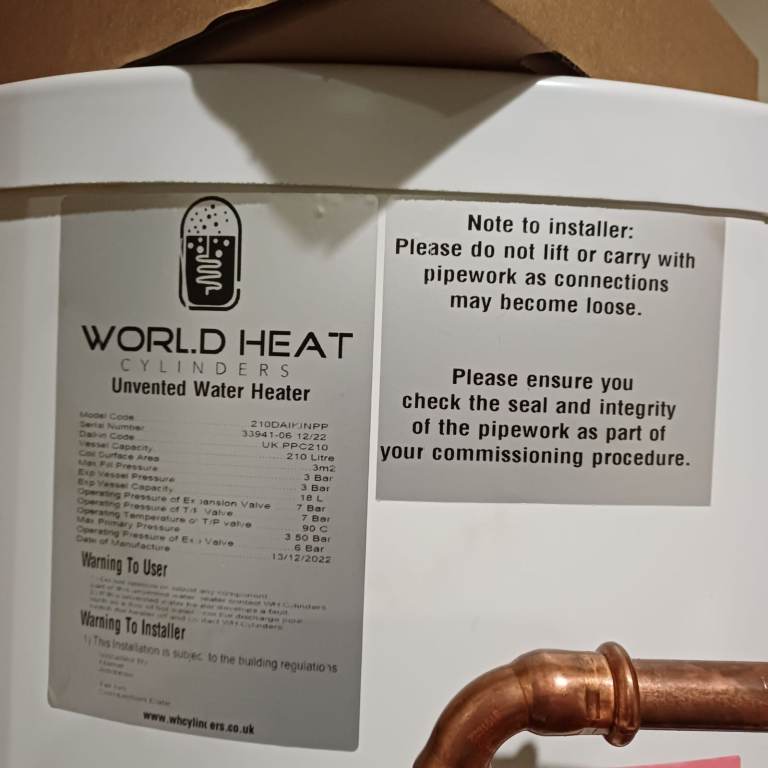 WORLD HEAT
CYLINDERS
Unvented Water Heater
Model Code 210DAIKINPP
Serial Number 33941-06 12/22
Daikin Code UK.PPC210
Vessel Capacity 210 Litre
Coil Surface Area 3m2
Max Fill Pressure 3 Bar
Exp Vessel Pressure 3 Bar
Exp Vessel Capacity 18 L
Operating Pressure of Expansion Valve 7 Bar
Operating Pressure of T/P Valve 7 Bar
Operating Temperature of T/P valve 90 C
Max Primary Pressure 3.50 Bar
Operating Pressure of Exp Valve 6 Bar
Date of Manufacture 13/12/2022
Warning To User
Warning To Installer
1) This Installation is subject to the building regulations
www.whcylinders.co.uk
Note to installer:
Please do not lift or carry with
pipework as connections
may become loose.
Please ensure you
check the seal and integrity
of the pipework as part of
your commissioning procedure.